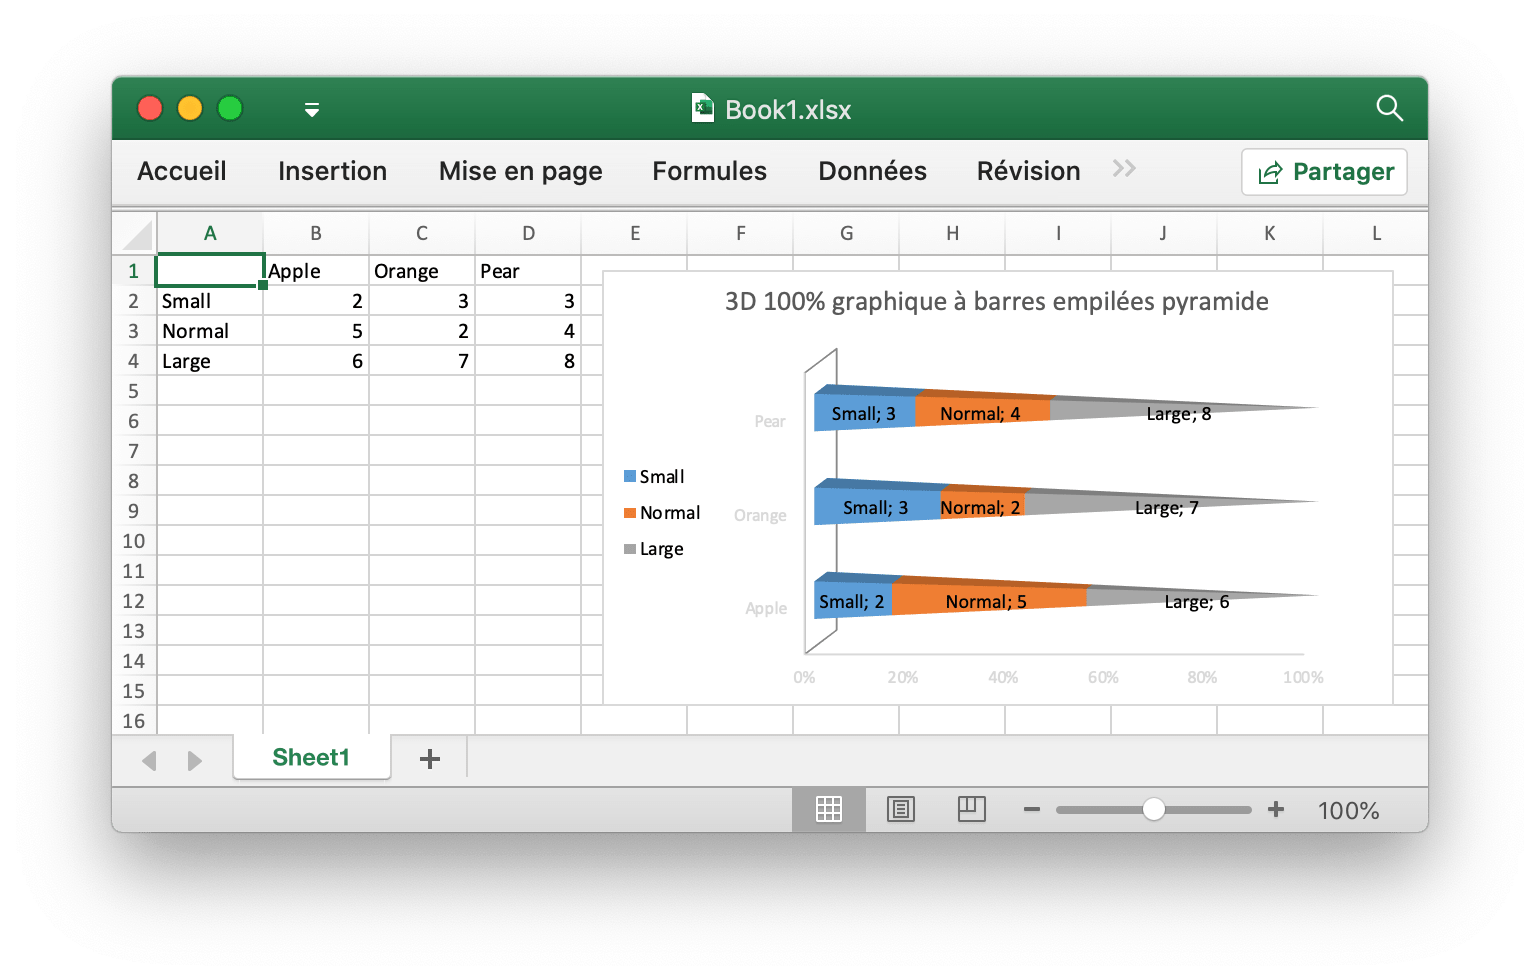 Book1.xlsx
Accueil Insertion Mise en page Formules Données Révision Partager
A B C D E F G H I J K L
1 Apple Orange Pear
2 Small 2 3 3
3 Normal 5 2 4
4 Large 6 7 8
5
6
7
8
9
10
11
12
13
14
15
16
3D 100% graphique à barres empilées pyramide
Pear Small; 3 Normal; 4 Large; 8
Orange Small; 3 Normal; 2 Large; 7
Apple Small; 2 Normal; 5 Large; 6
0% 20% 40% 60% 80% 100%
Small
Normal
Large
Sheet1
100%